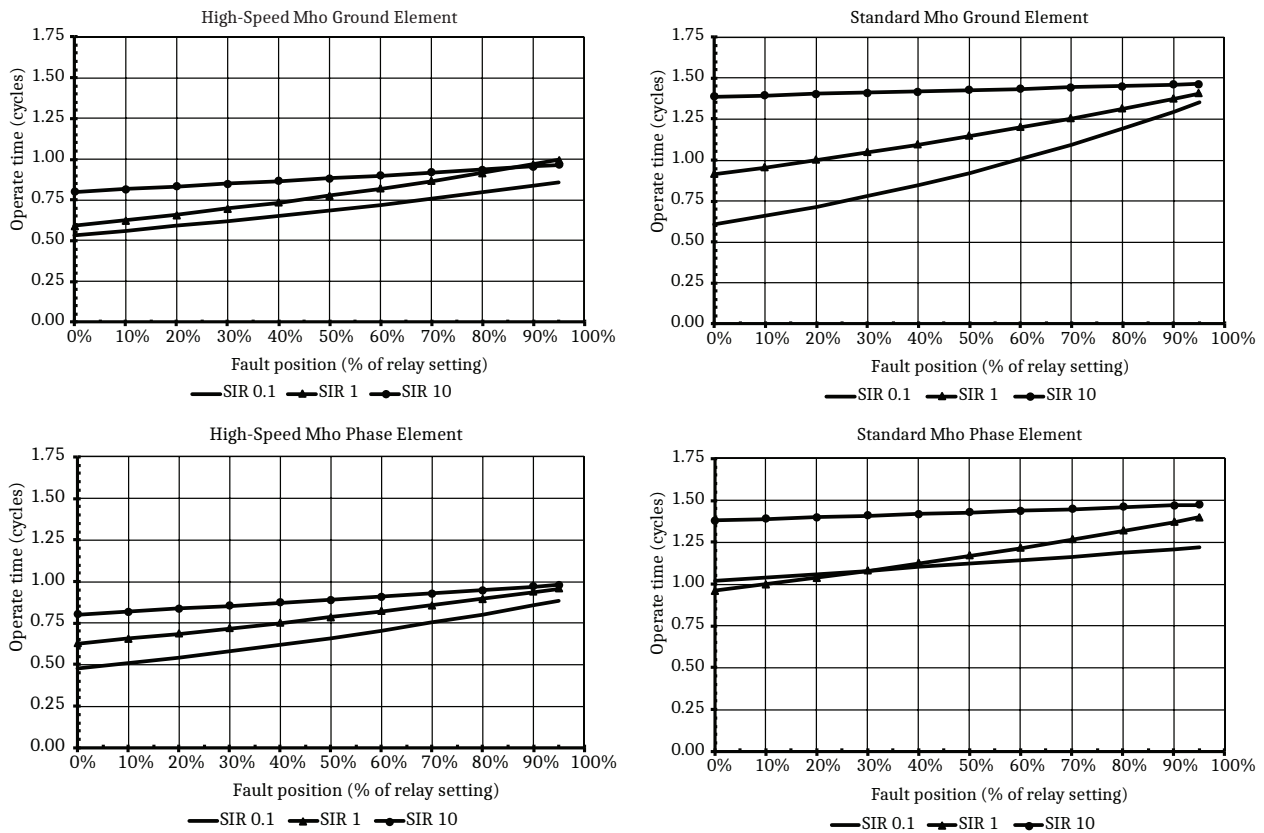 High-Speed Mho Ground Element
Operate time (cycles)
1.75
1.50
1.25
1.00
0.75
0.50
0.25
0.00
0% 10% 20% 30% 40% 50% 60% 70% 80% 90% 100%
Fault position (% of relay setting)
SIR 0.1 SIR 1 SIR 10
Standard Mho Ground Element
Operate time (cycles)
1.75
1.50
1.25
1.00
0.75
0.50
0.25
0.00
0% 10% 20% 30% 40% 50% 60% 70% 80% 90% 100%
Fault position (% of relay setting)
SIR 0.1 SIR 1 SIR 10
High-Speed Mho Phase Element
Operate time (cycles)
1.75
1.50
1.25
1.00
0.75
0.50
0.25
0.00
0% 10% 20% 30% 40% 50% 60% 70% 80% 90% 100%
Fault position (% of relay setting)
SIR 0.1 SIR 1 SIR 10
Standard Mho Phase Element
Operate time (cycles)
1.75
1.50
1.25
1.00
0.75
0.50
0.25
0.00
0% 10% 20% 30% 40% 50% 60% 70% 80% 90% 100%
Fault position (% of relay setting)
SIR 0.1 SIR 1 SIR 10